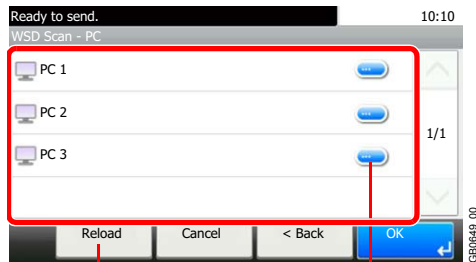 Ready to send. 10:10
WSD Scan - PC
PC 1
PC 2
1/1
PC 3
Reload Cancel < Back OK
GB0649_00